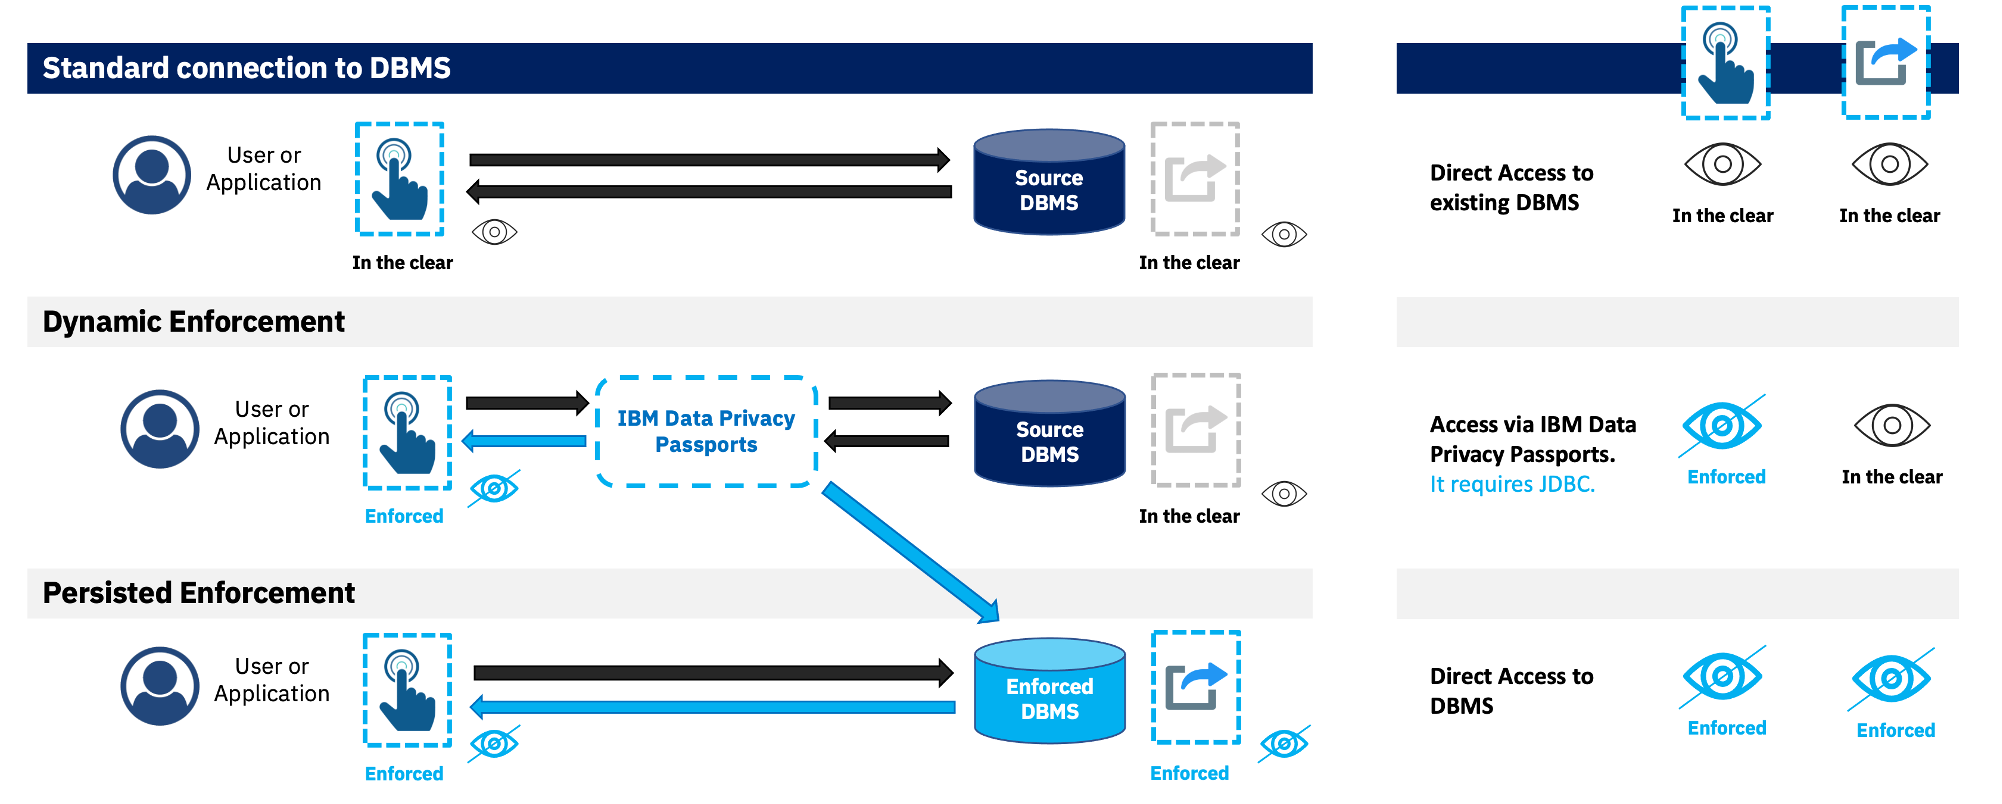 Standard connection to DBMS
User or
Application
Source
DBMS
In the clear
In the clear
Direct Access to
existing DBMS
In the clear
In the clear
Dynamic Enforcement
User or
Application
IBM Data Privacy
Passports
Source
DBMS
Enforced
In the clear
Access via IBM Data
Privacy Passports.
It requires JDBC.
Enforced
In the clear
Persisted Enforcement
User or
Application
Enforced
DBMS
Enforced
Enforced
Direct Access to
DBMS
Enforced
Enforced